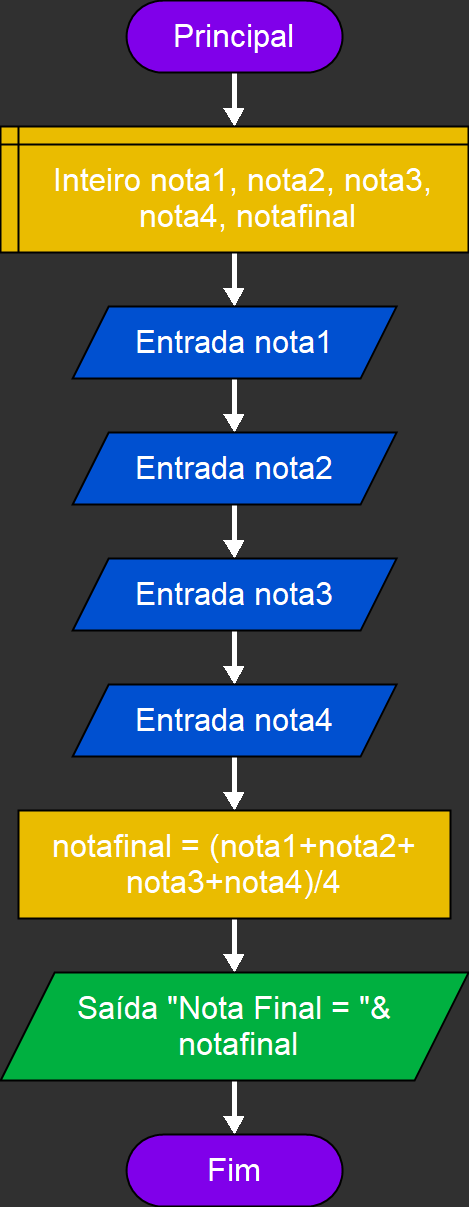 Principal
Inteiro nota1, nota2, nota3,
nota4, notafinal
Entrada nota1
Entrada nota2
Entrada nota3
Entrada nota4
notafinal = (nota1+nota2+
nota3+nota4)/4
Saída "Nota Final = "&
notafinal
Fim